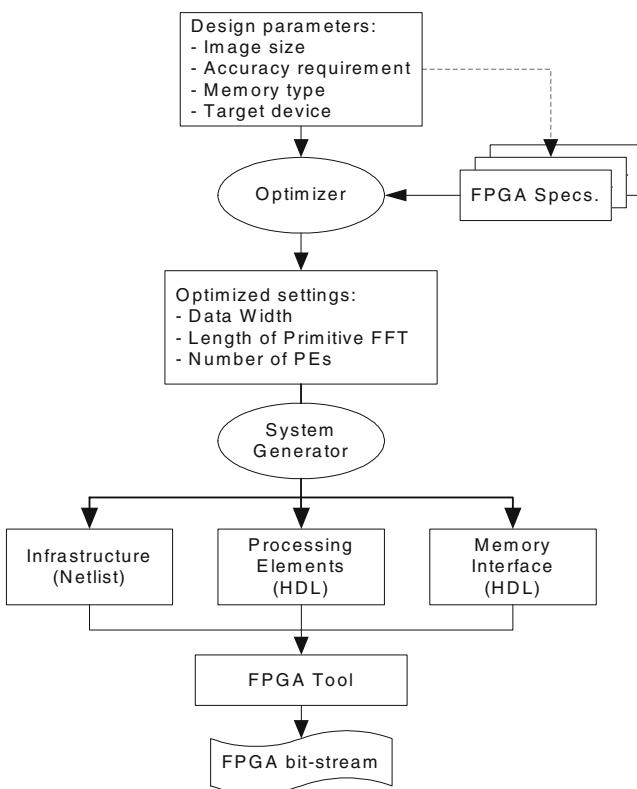 Design parameters:
- Image size
- Accuracy requirement
- Memory type
- Target device
Optimizer
FPGA Specs.
Optimized settings:
- Data Width
- Length of Primitive FFT
- Number of PEs
System
Generator
Infrastructure
(Netlist)
Processing
Elements
(HDL)
Memory
Interface
(HDL)
FPGA Tool
FPGA bit-stream